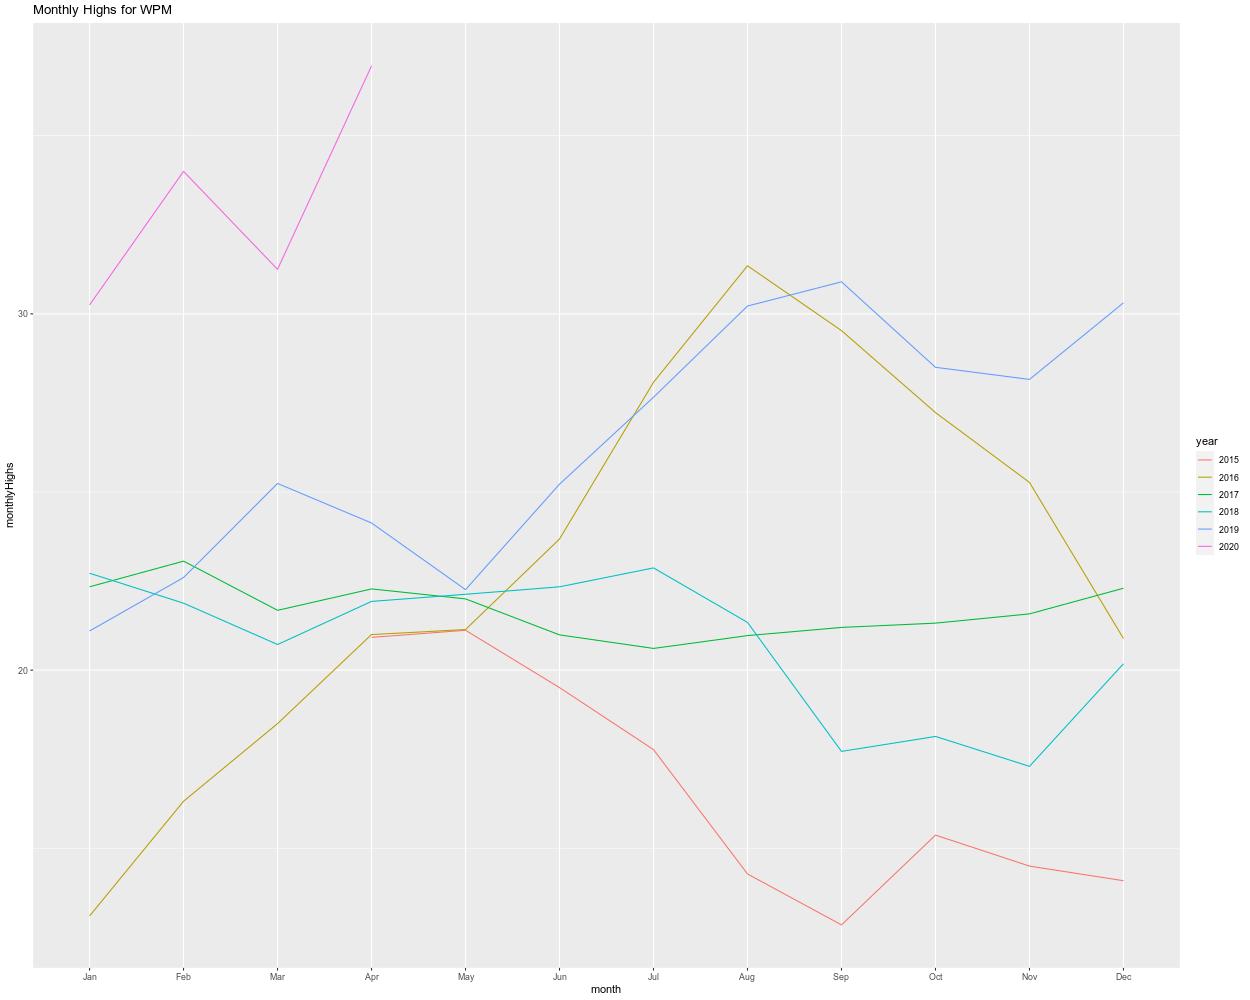 Monthly Highs for WPM
monthlyHighs
30
20
Jan Feb Mar Apr May Jun Jul Aug Sep Oct Nov Dec
month
year
2015
2016
2017
2018
2019
2020